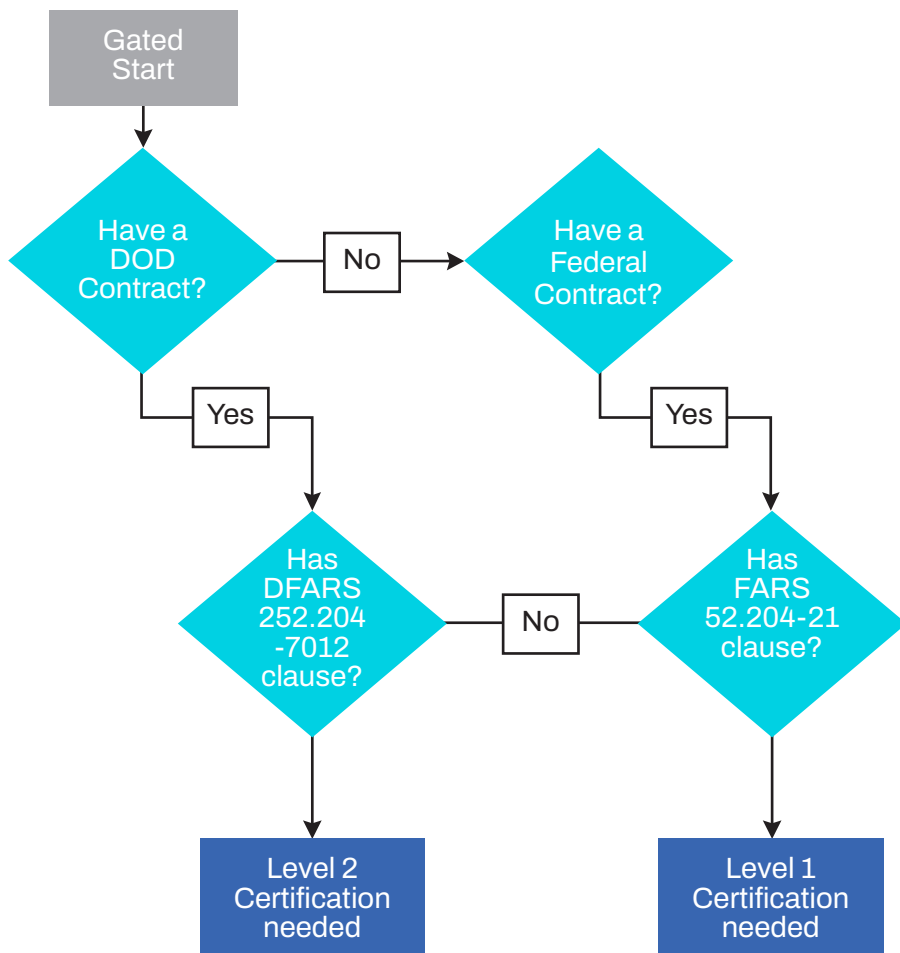 Gated
Start
Have a
DOD
Contract?
No
Have a
Federal
Contract?
Yes
Yes
Has
DFARS
252.204
-7012
clause?
No
Has
FARS
52.204-21
clause?
Level 2
Certification
needed
Level 1
Certification
needed